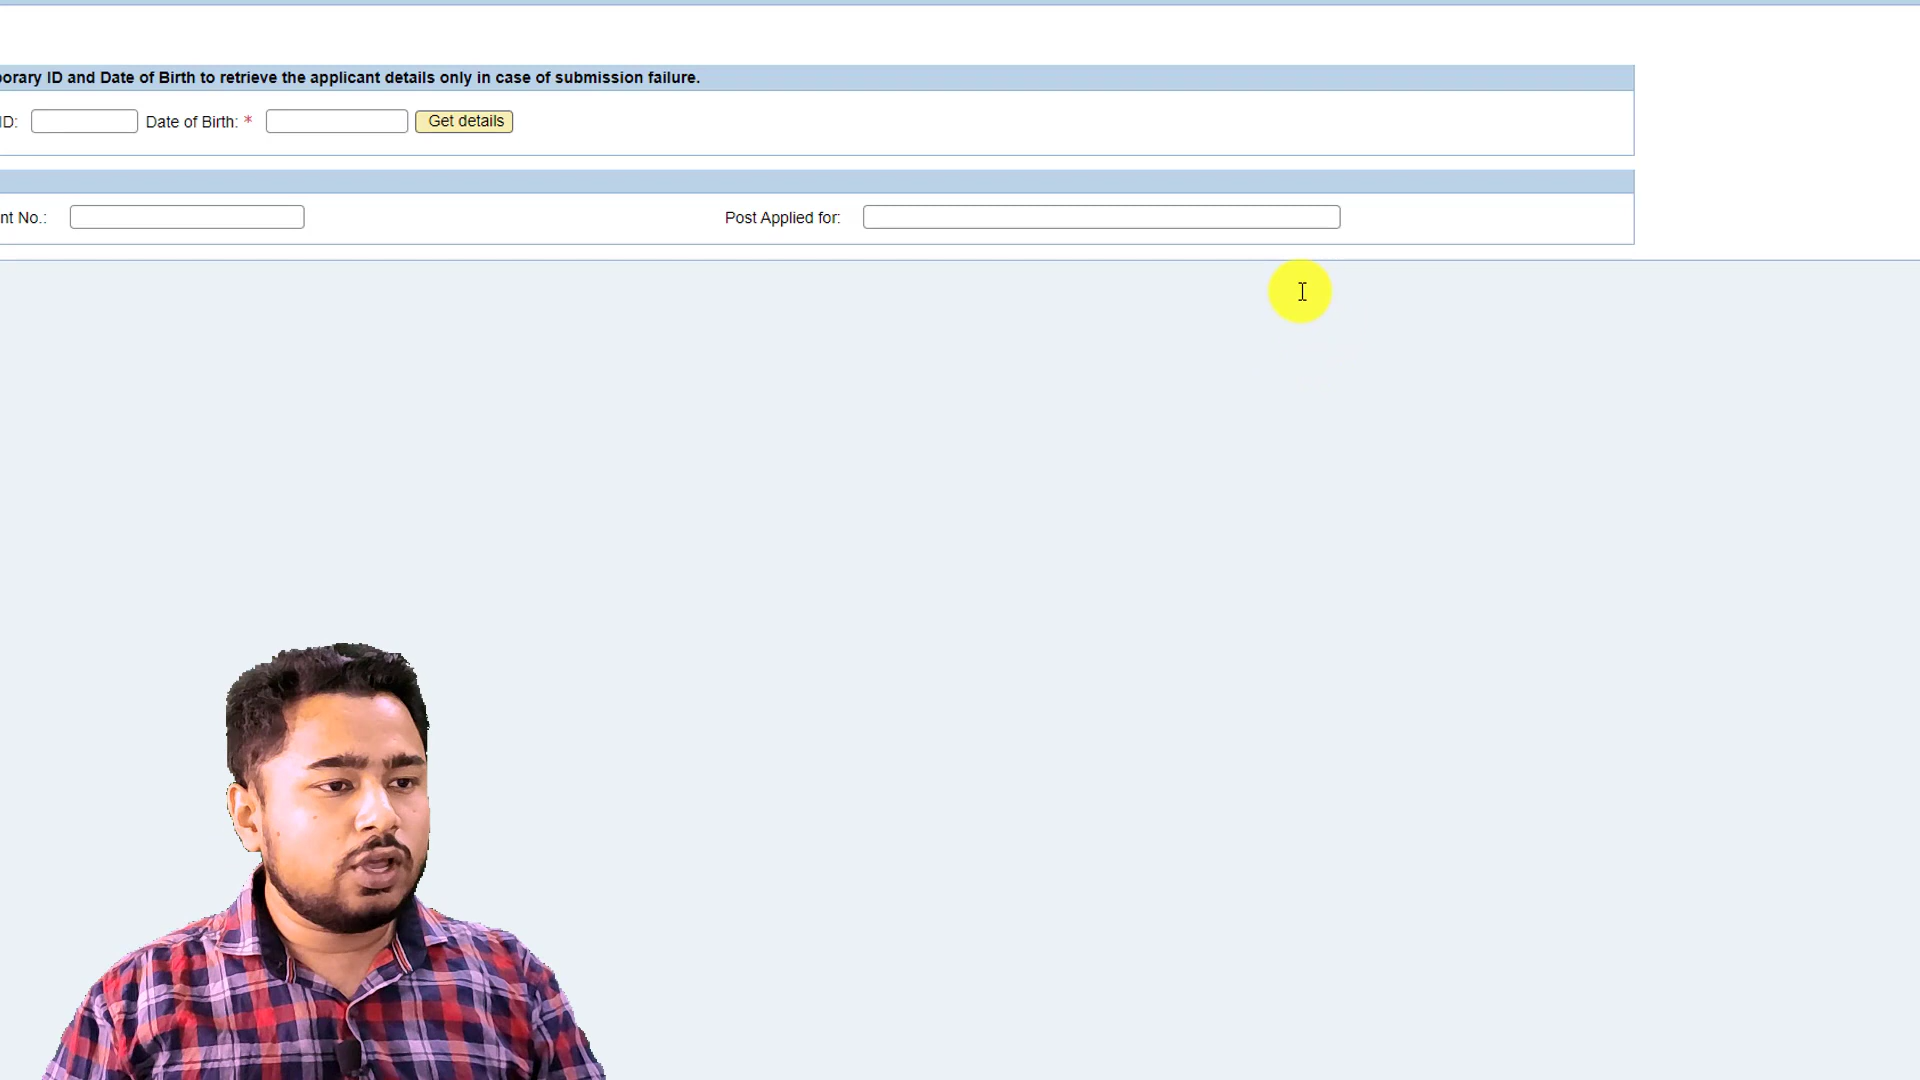 porary ID and Date of Birth to retrieve the applicant details only in case of submission failure.
ID: Date of Birth: * Get details
nt No.: Post Applied for: